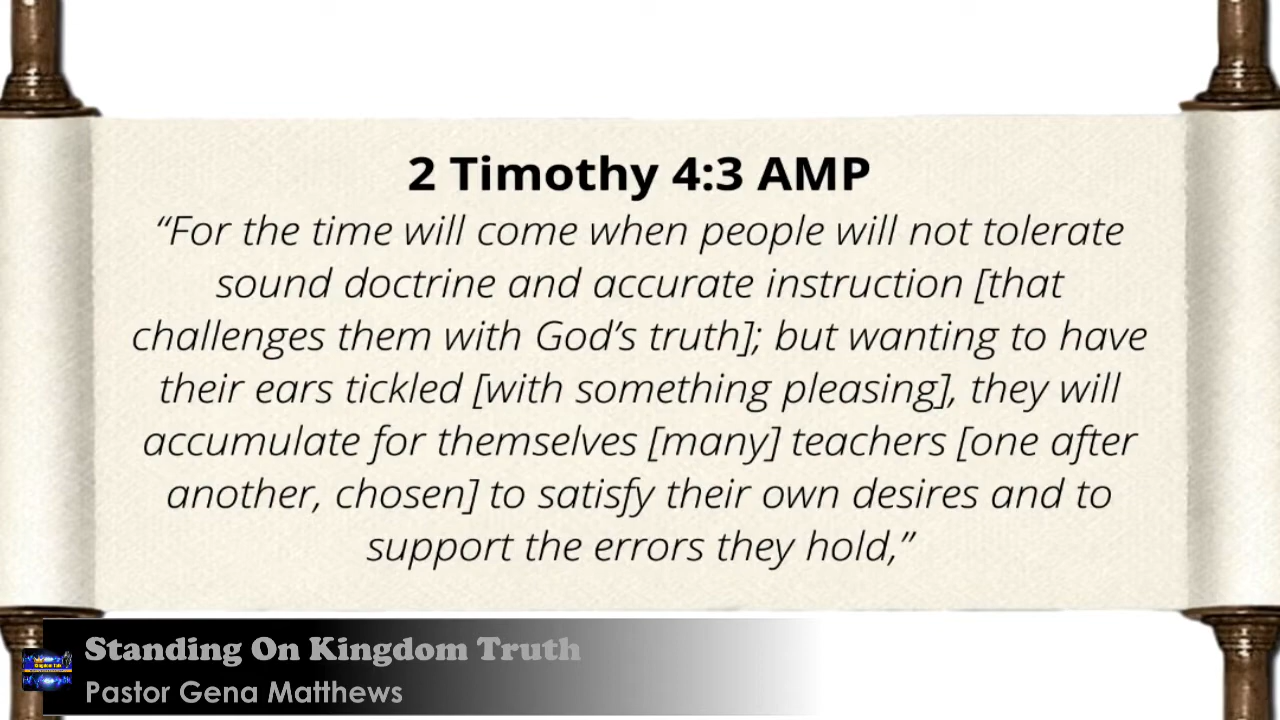 2 Timothy 4:3 AMP
“For the time will come when people will not tolerate
sound doctrine and accurate instruction [that
challenges them with God’s truth]; but wanting to have
their ears tickled [with something pleasing], they will
accumulate for themselves [many] teachers [one after
another, chosen] to satisfy their own desires and to
support the errors they hold,”
Standing On Kingdom Truth
Pastor Gena Matthews